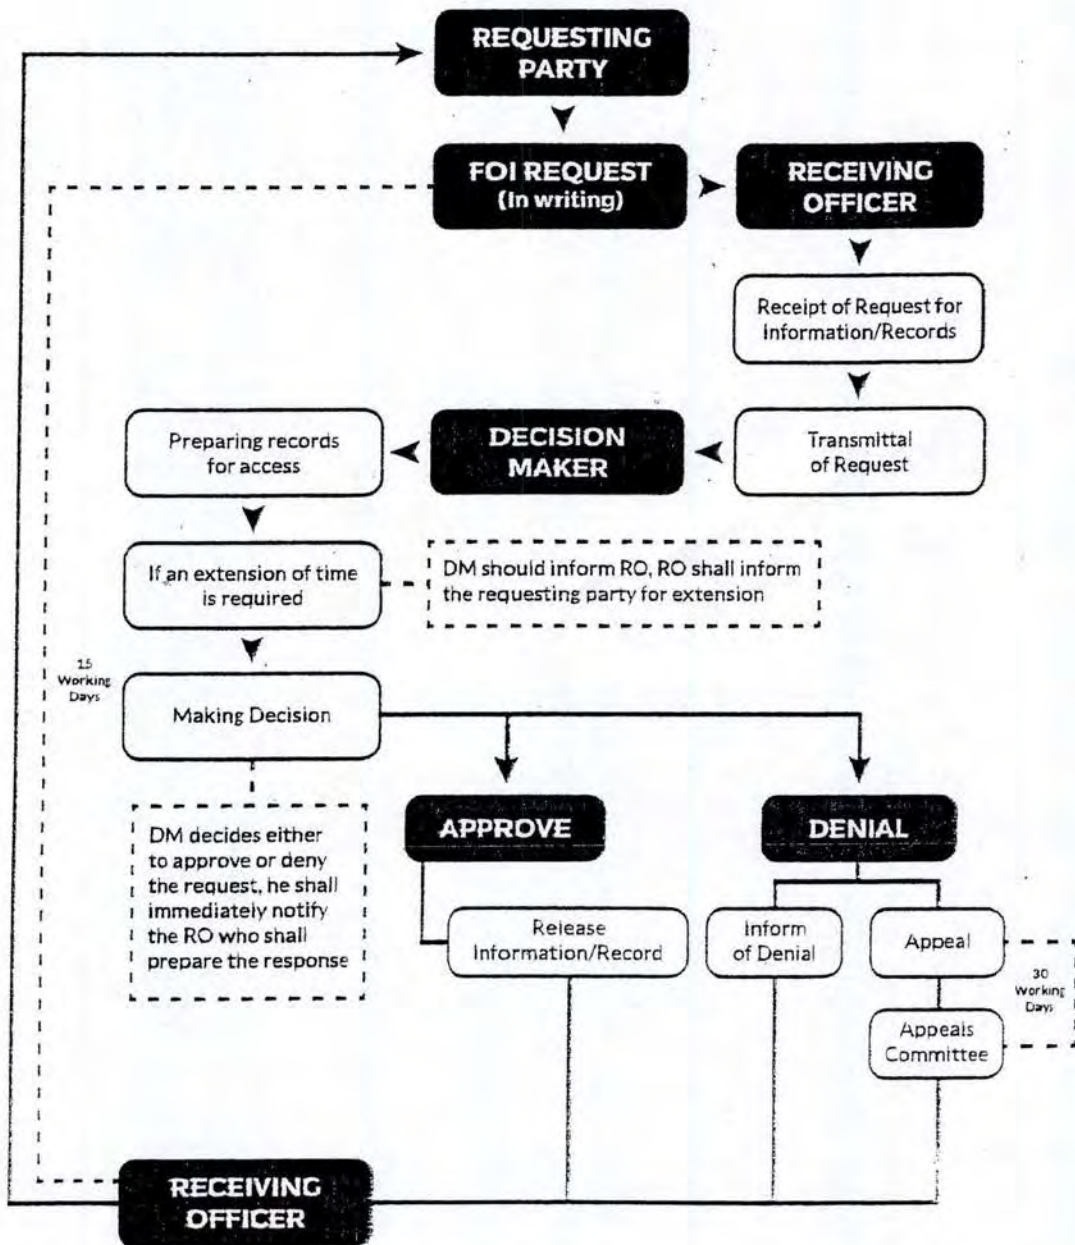 REQUESTING
PARTY
FOI REQUEST
(In writing)
RECEIVING
OFFICER
Receipt of Request for
Information/Records
Transmittal
of Request
DECISION
MAKER
Preparing records
for access
If an extension of time
is required
DM should inform RO, RO shall inform
the requesting party for extension
15
Working
Days
Making Decision
DM decides either
to approve or deny
the request, he shall
immediately notify
the RO who shall
prepare the response
APPROVE
DENIAL
Release
Information/Record
Inform
of Denial
Appeal
30
Working
Days
Appeals
Committee
RECEIVING
OFFICER